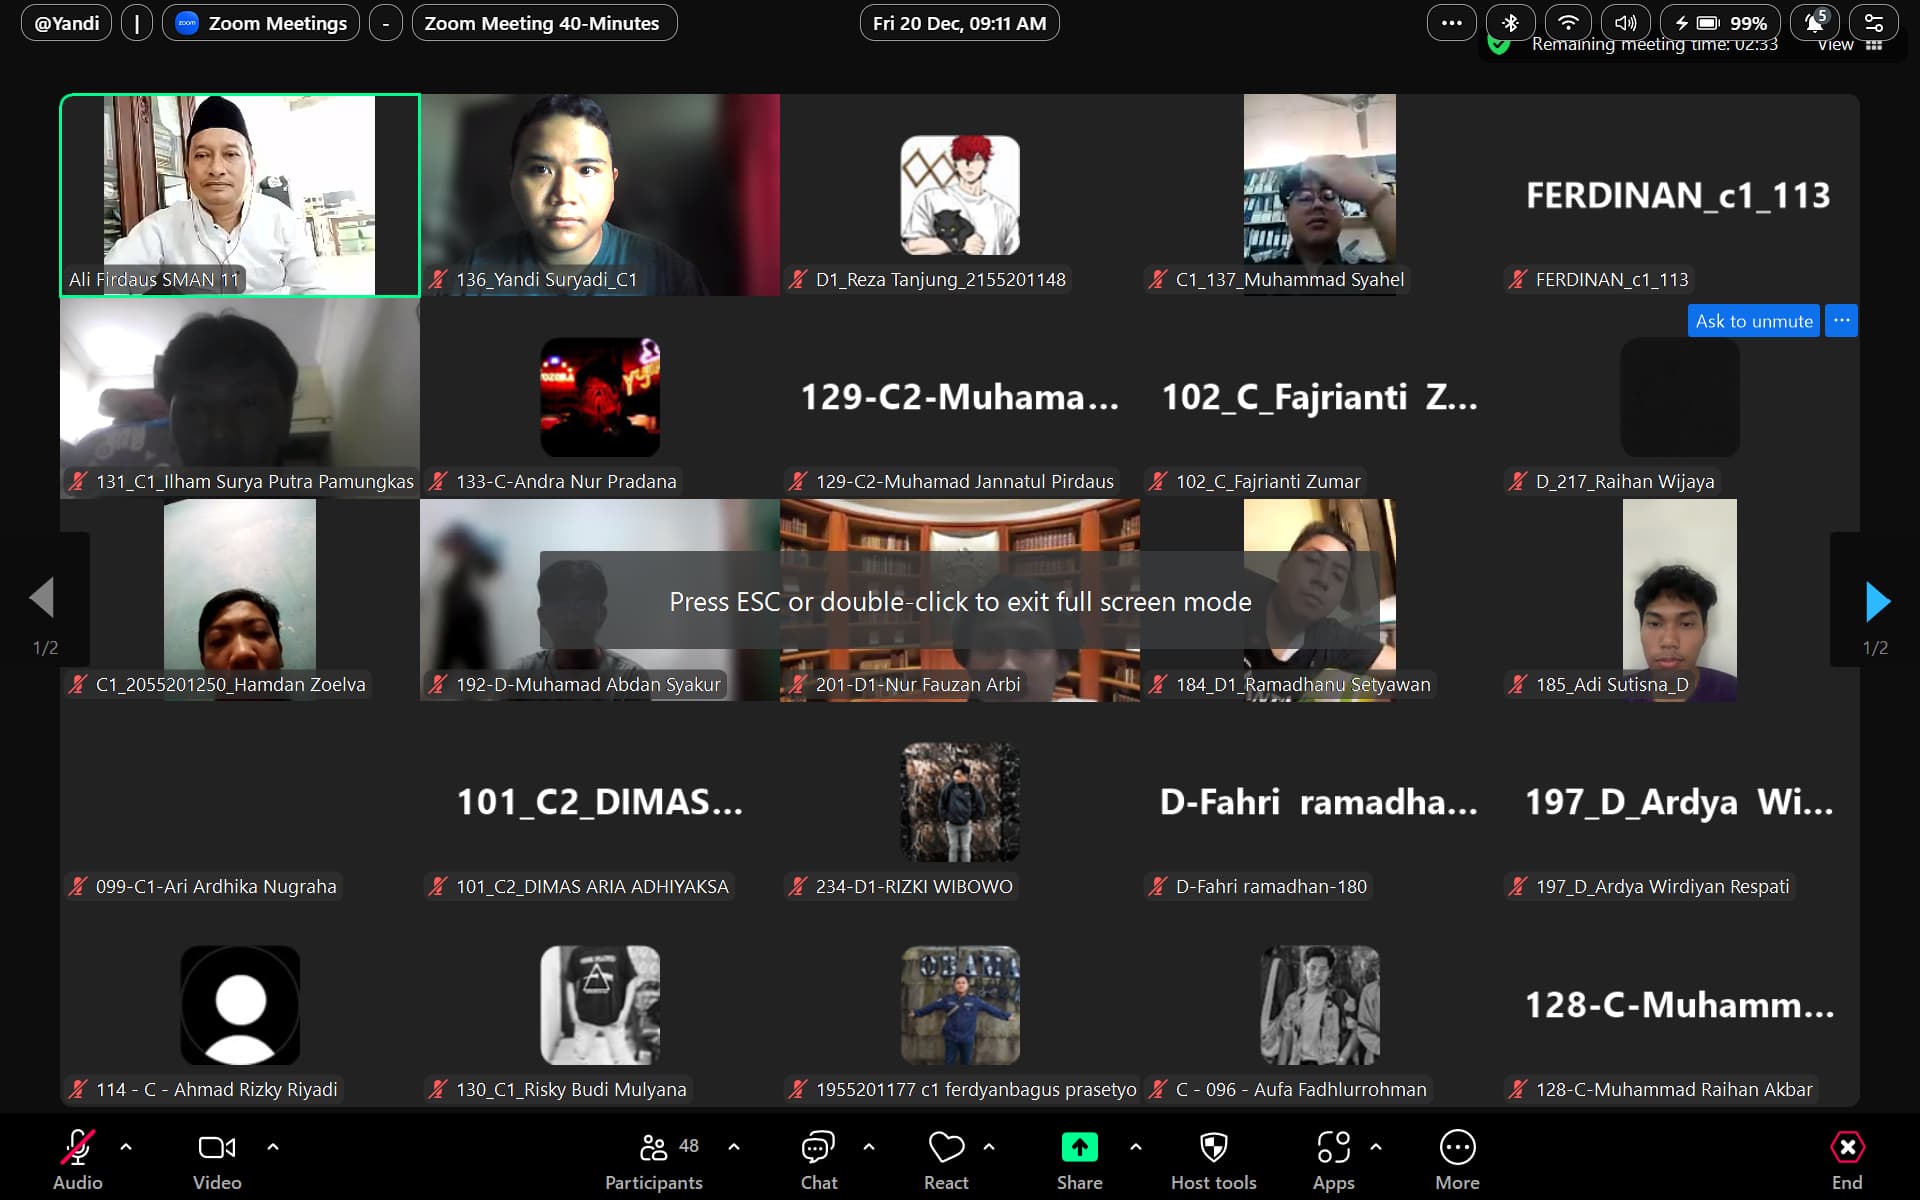 @Yandi | zoom Zoom Meetings - Zoom Meeting 40-Minutes Fri 20 Dec, 09:11 AM 99% 5
Remaining meeting time: 02:33 View
Ali Firdaus SMAN 11
136_Yandi Suryadi_C1
D1_Reza Tanjung_2155201148
C1_137_Muhammad Syahel
FERDINAN_c1_113
FERDINAN_c1_113
Ask to unmute
131_C1_Ilham Surya Putra Pamungkas
133-C-Andra Nur Pradana
129-C2-Muhama...
129-C2-Muhamad Jannatul Pirdaus
102_C_Fajrianti Z...
102_C_Fajrianti Zumar
D_217_Raihan Wijaya
Press ESC or double-click to exit full screen mode
1/2
1/2
C1_2055201250_Hamdan Zoelva
192-D-Muhamad Abdan Syakur
201-D1-Nur Fauzan Arbi
184_D1_Ramadhanu Setyawan
185_Adi Sutisna_D
099-C1-Ari Ardhika Nugraha
101_C2_DIMAS...
101_C2_DIMAS ARIA ADHIYAKSA
234-D1-RIZKI WIBOWO
D-Fahri ramadha...
D-Fahri ramadhan-180
197_D_Ardya Wi...
197_D_Ardya Wirdiyan Respati
114 - C - Ahmad Rizky Riyadi
130_C1_Risky Budi Mulyana
OBAMA
1955201177 c1 ferdyanbagus prasetyo
C - 096 - Aufa Fadhlurrohman
128-C-Muhamm...
128-C-Muhammad Raihan Akbar
Audio
Video
48
Participants
Chat
React
Share
Host tools
Apps
More
End